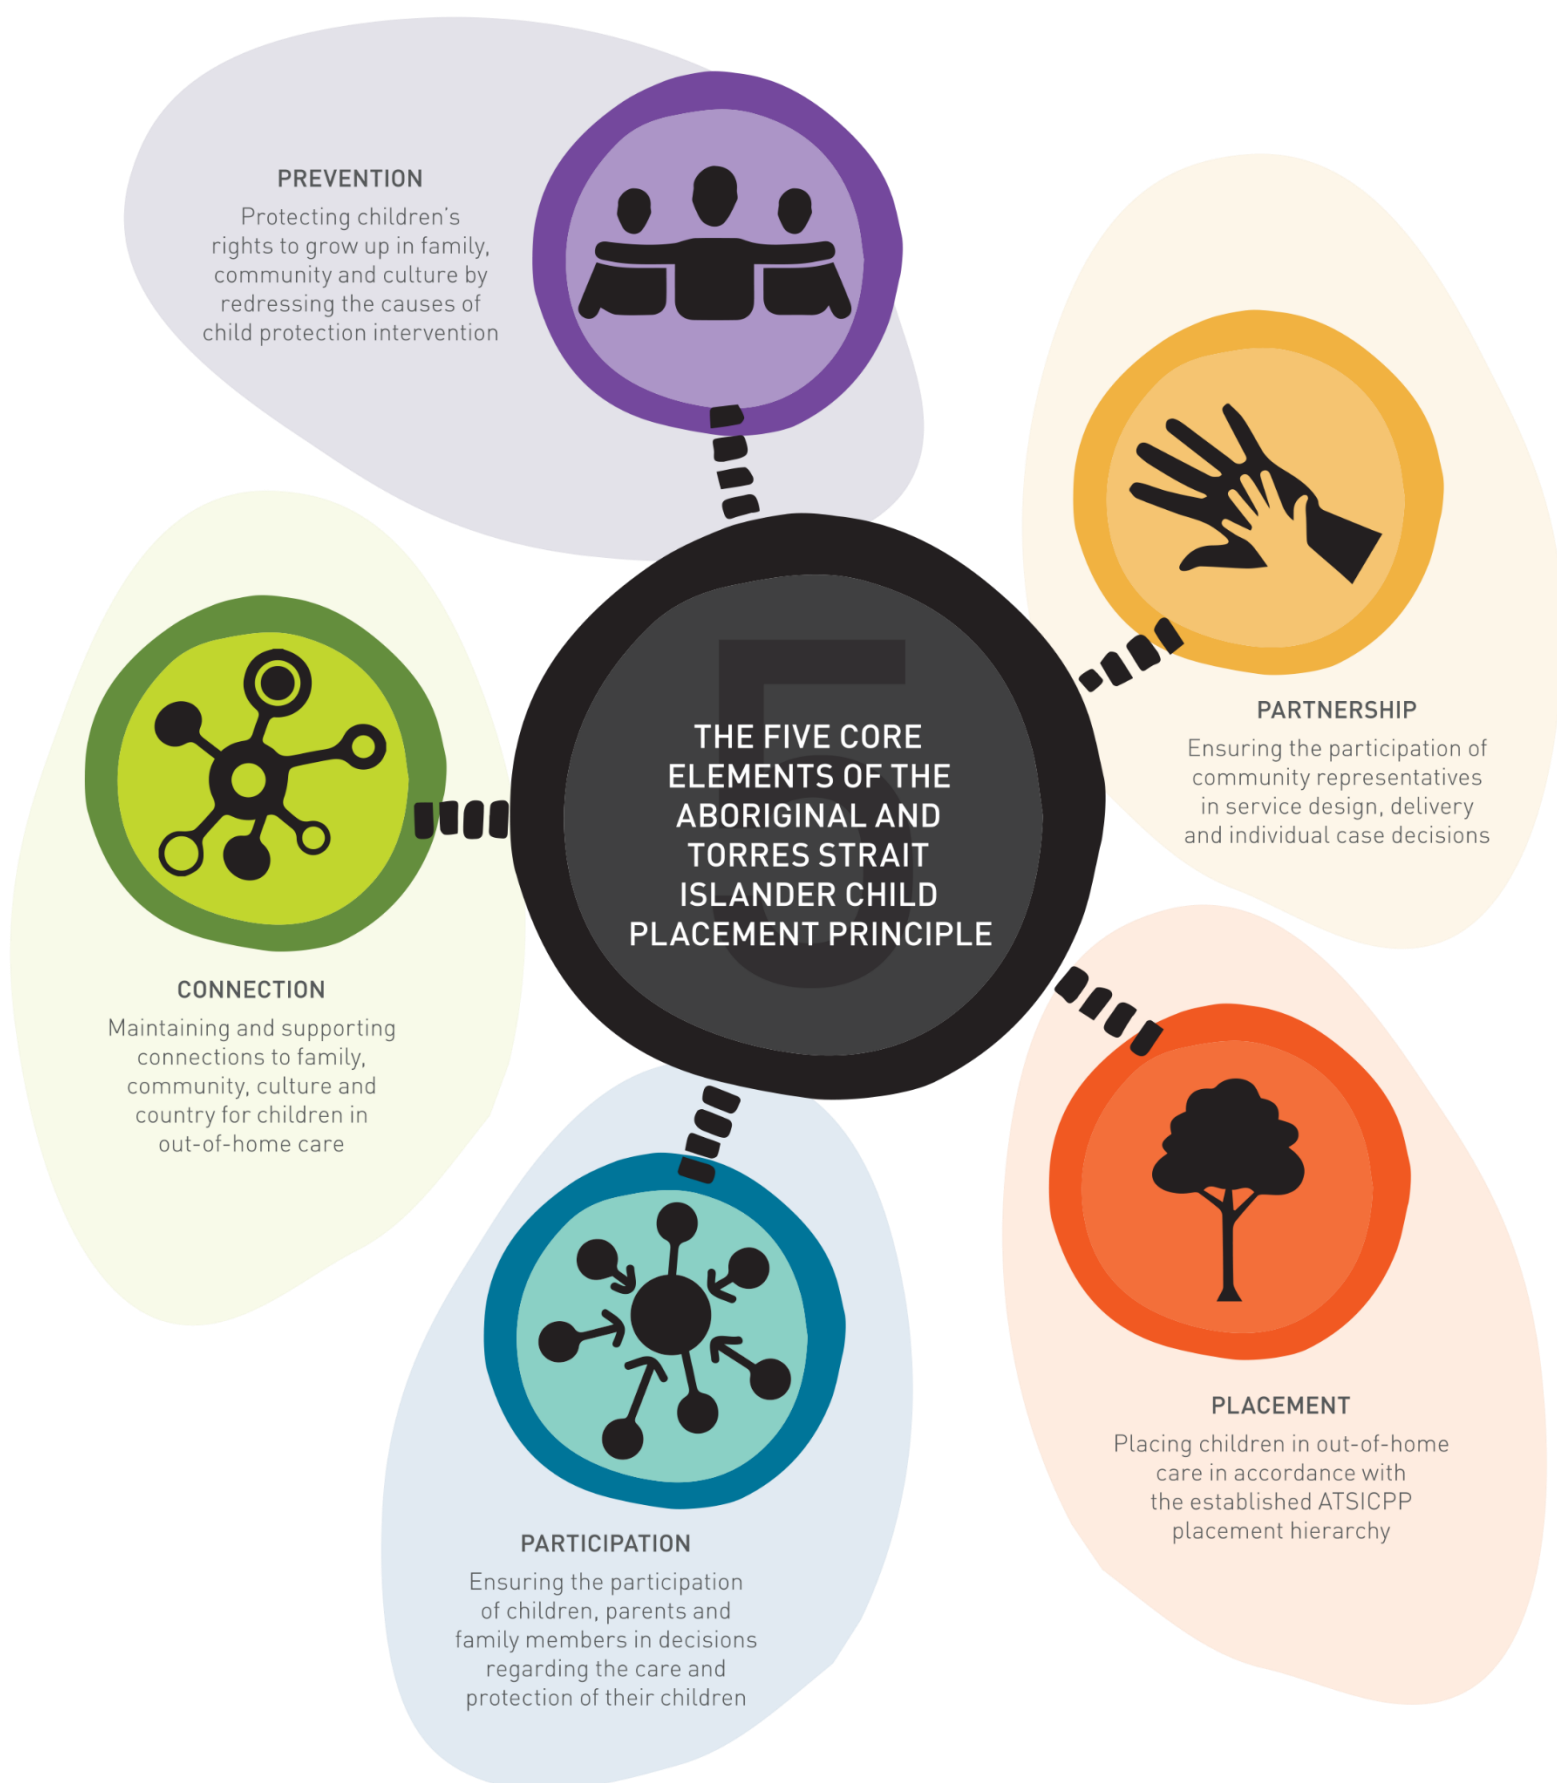 PREVENTION
Protecting children's
rights to grow up in family,
community and culture by
redressing the causes of
child protection intervention
PARTNERSHIP
Ensuring the participation of
community representatives
in service design, delivery
and individual case decisions
5
THE FIVE CORE
ELEMENTS OF THE
ABORIGINAL AND
TORRES STRAIT
ISLANDER CHILD
PLACEMENT PRINCIPLE
CONNECTION
Maintaining and supporting
connections to family,
community, culture and
country for children in
out-of-home care
PLACEMENT
Placing children in out-of-home
care in accordance with
the established ATSICPP
placement hierarchy
PARTICIPATION
Ensuring the participation
of children, parents and
family members in decisions
regarding the care and
protection of their children